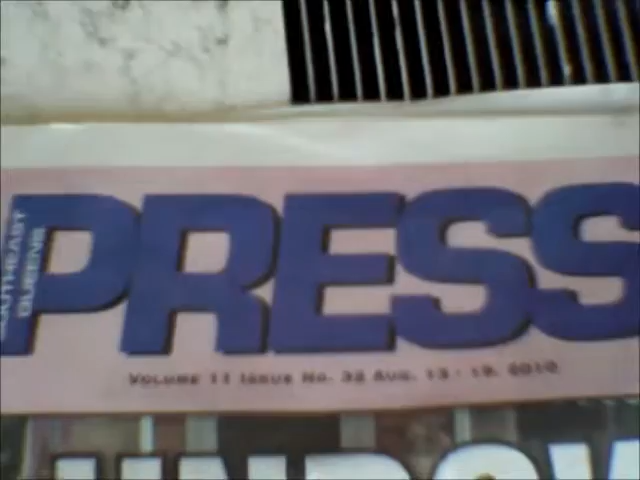 SOUTHEAST
QUEENS
PRESS
VOLUME 11 ISSUE No. 32 AUG. 13 - 19, 2010